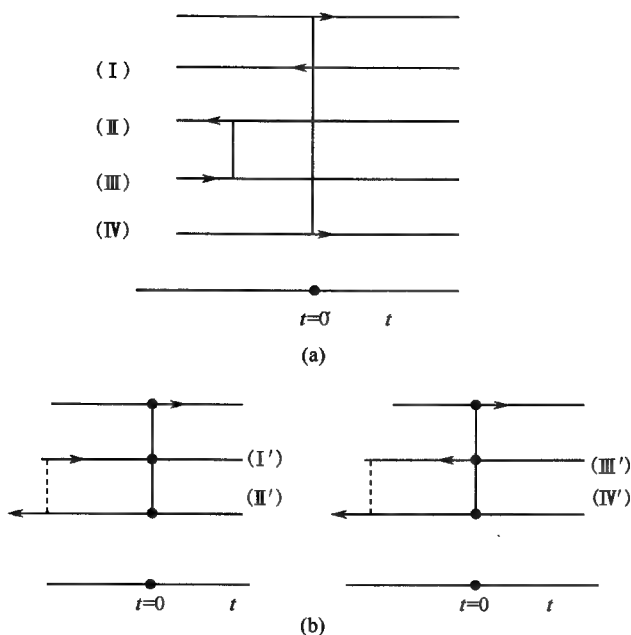 (Ⅰ)
(Ⅱ)
(Ⅲ)
(Ⅳ)
t=0 t
(a)
(Ⅰ′)
(Ⅱ′)
t=0 t
(Ⅲ′)
(Ⅳ′)
t=0 t
(b)